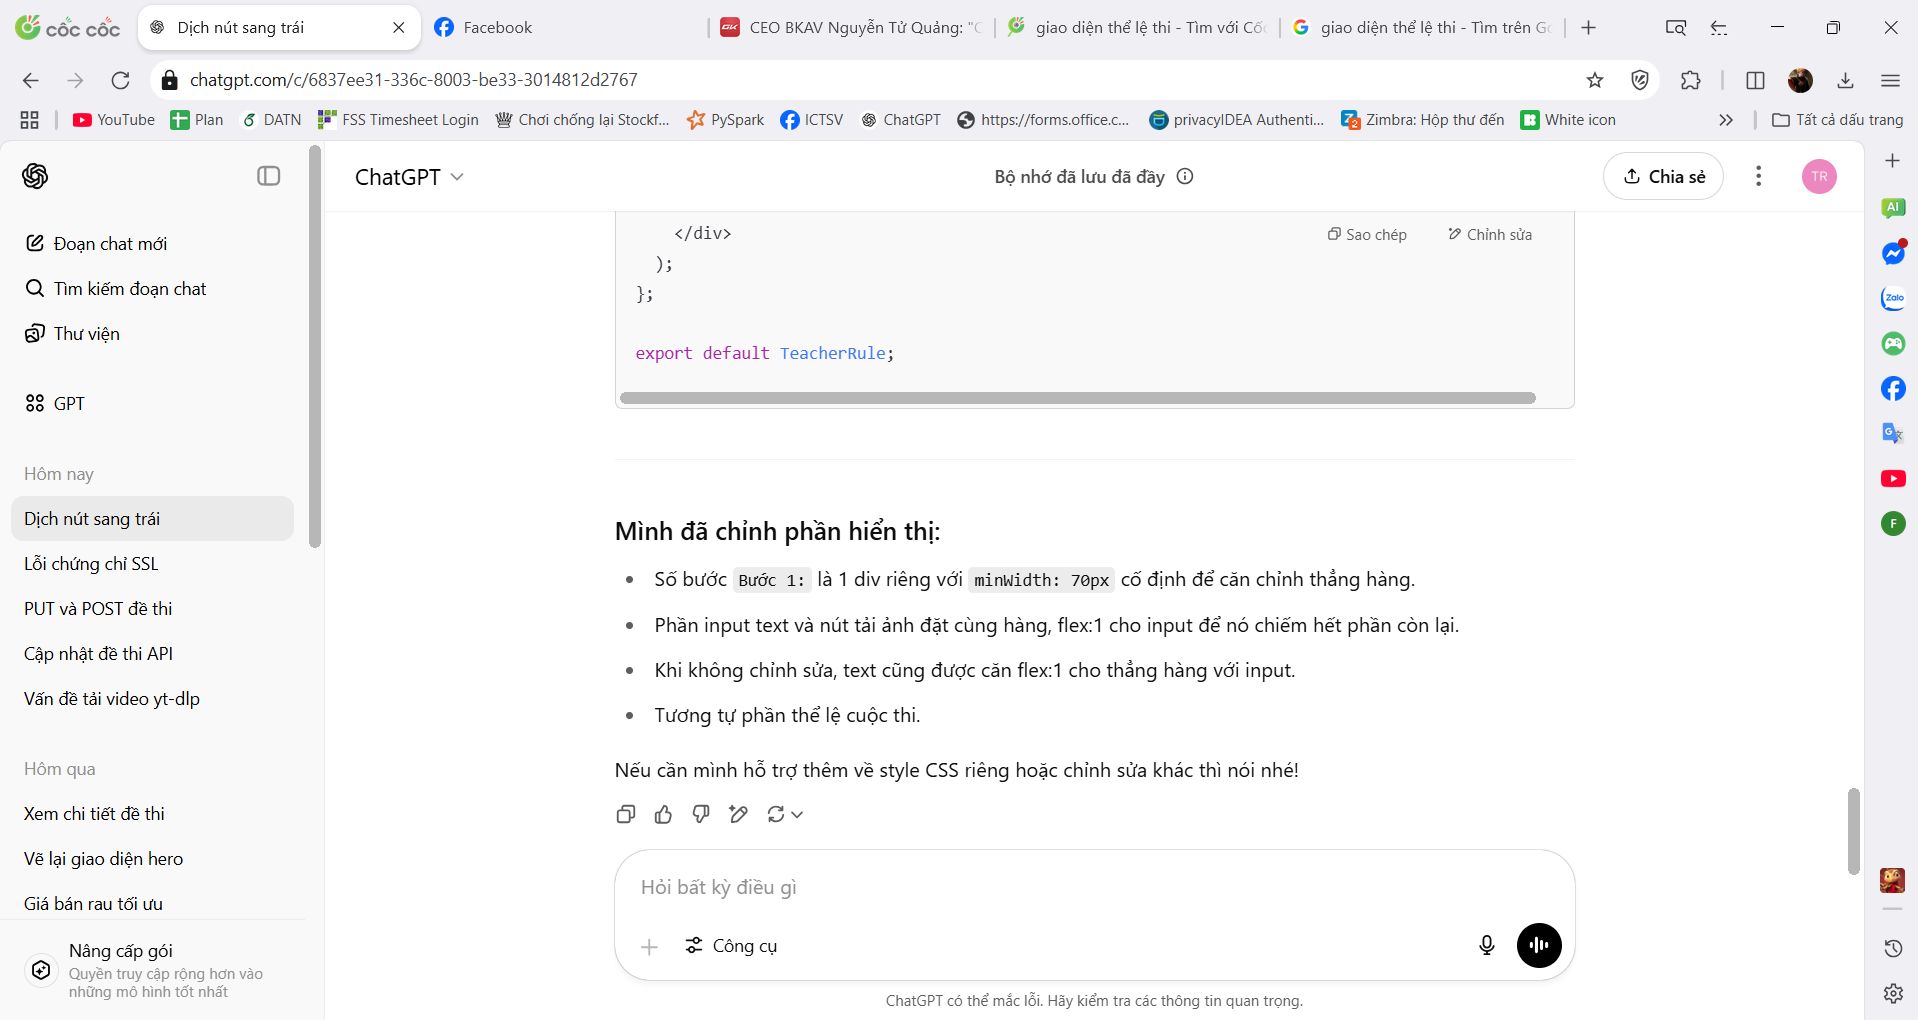 cốc cốc
Dịch nút sang trái
Facebook
CEO BKAV Nguyễn Tử Quảng: "C
giao diện thể lệ thi - Tìm với Cốc
giao diện thể lệ thi - Tìm trên Go
chatgpt.com/c/6837ee31-336c-8003-be33-3014812d2767
YouTube
Plan
DATN
FSS Timesheet Login
Chơi chống lại Stockf...
PySpark
ICTSV
ChatGPT
https://forms.office.c...
privacyIDEA Authenti...
Zimbra: Hộp thư đến
White icon
Tất cả dấu trang
ChatGPT
Bộ nhớ đã lưu đã đầy
Chia sẻ
TR
Đoạn chat mới
Tìm kiếm đoạn chat
Thư viện
GPT
Hôm nay
Dịch nút sang trái
Lỗi chứng chỉ SSL
PUT và POST đề thi
Cập nhật đề thi API
Vấn đề tải video yt-dlp
Hôm qua
Xem chi tiết đề thi
Vẽ lại giao diện hero
Giá bán rau tối ưu
Nâng cấp gói
Quyền truy cập rộng hơn vào
những mô hình tốt nhất
</div>
Sao chép
Chỉnh sửa
);
};
export default TeacherRule;
Mình đã chỉnh phần hiển thị:
Số bước Bước 1: là 1 div riêng với minWidth: 70px cố định để căn chỉnh thẳng hàng.
Phần input text và nút tải ảnh đặt cùng hàng, flex:1 cho input để nó chiếm hết phần còn lại.
Khi không chỉnh sửa, text cũng được căn flex:1 cho thẳng hàng với input.
Tương tự phần thể lệ cuộc thi.
Nếu cần mình hỗ trợ thêm về style CSS riêng hoặc chỉnh sửa khác thì nói nhé!
Hỏi bất kỳ điều gì
Công cụ
ChatGPT có thể mắc lỗi. Hãy kiểm tra các thông tin quan trọng.
AI
Zalo
F